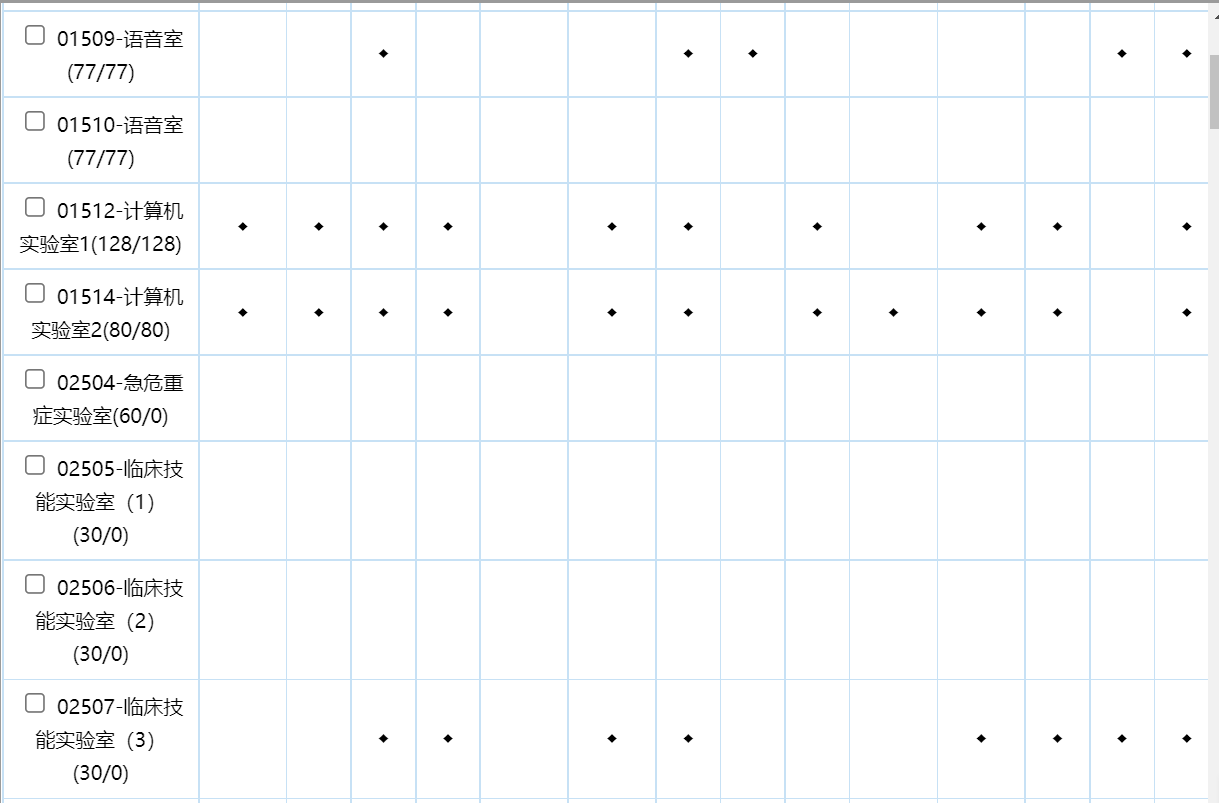 01509-语音室
(77/77)
01510-语音室
(77/77)
01512-计算机
实验室1(128/128)
01514-计算机
实验室2(80/80)
02504-急危重
症实验室(60/0)
02505-临床技
能实验室（1）
(30/0)
02506-临床技
能实验室（2）
(30/0)
02507-临床技
能实验室（3）
(30/0)